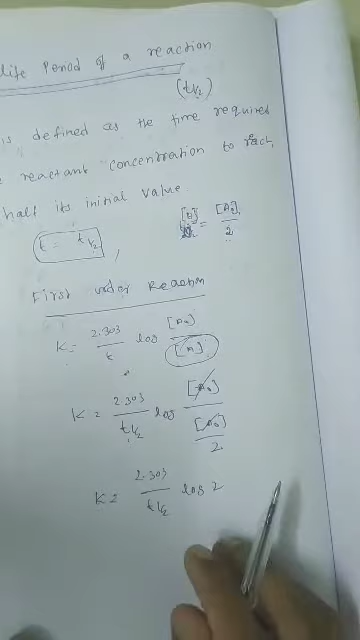 life Period of a reaction
(t½)
is defined as the time required
reactant concentration to reach
half its initial value
t = t½ , = [A₀] / 2
First order Reaction
K = 2.303 / t log [A₀] / [A]
K = 2.303 / t½ log [A₀] / [A₀] / 2
K = 2.303 / t½ log 2